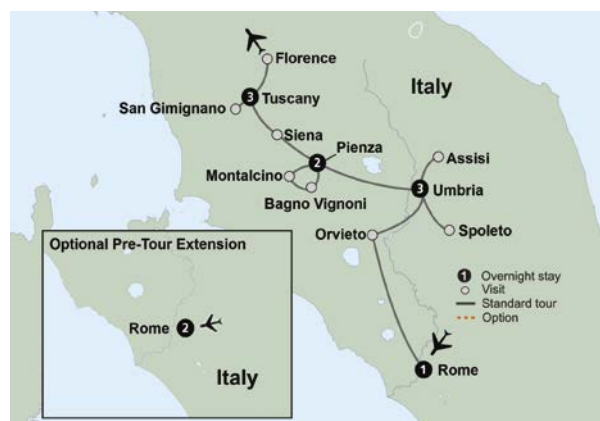 Italy
Florence
3 Tuscany
San Gimignano
Siena
Pienza
2
Montalcino
Bagno Vignoni
Assisi
3
Umbria
Orvieto
Spoleto
Optional Pre-Tour Extension
Rome 2
Italy
1 Overnight stay
Visit
Standard tour
Option
1 Rome